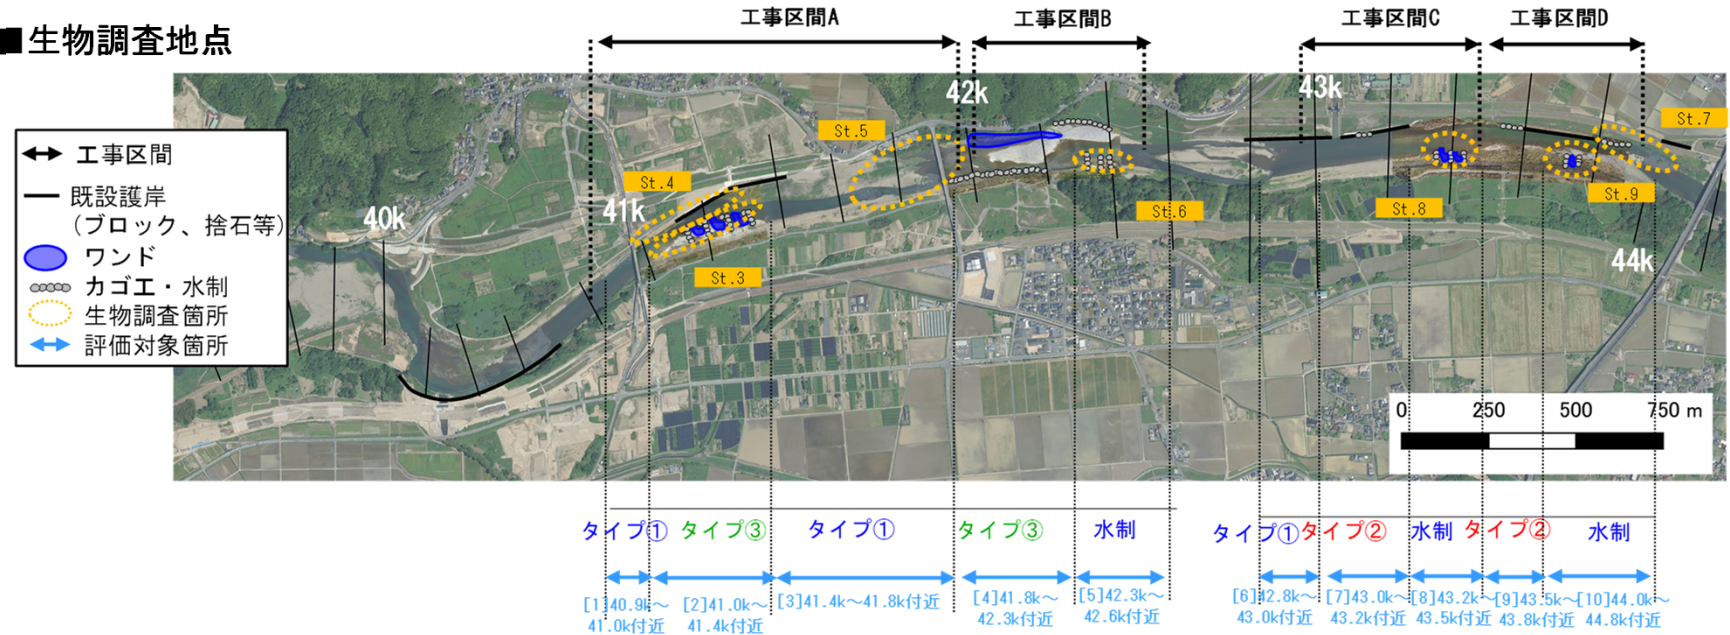 ■生物調査地点
工事区間A
工事区間B
工事区間C
工事区間D
工事区間
既設護岸
(ブロック、捨石等)
ワンド
カゴエ・水制
生物調査箇所
評価対象箇所
40k
41k
42k
43k
44k
St.4
St.3
St.5
St.6
St.8
St.9
St.7
0 250 500 750 m
タイプ① タイプ③ タイプ① タイプ③ 水制 タイプ① タイプ② 水制 タイプ② 水制
[1]40.9k～
41.0k付近
[2]41.0k～
41.4k付近
[3]41.4k～41.8k付近
[4]41.8k～
42.3k付近
[5]42.3k～
42.6k付近
[6]42.8k～
43.0k付近
[7]43.0k～
43.2k付近
[8]43.2k～
43.5k付近
[9]43.5k～
43.8k付近
[10]44.0k～
44.8k付近